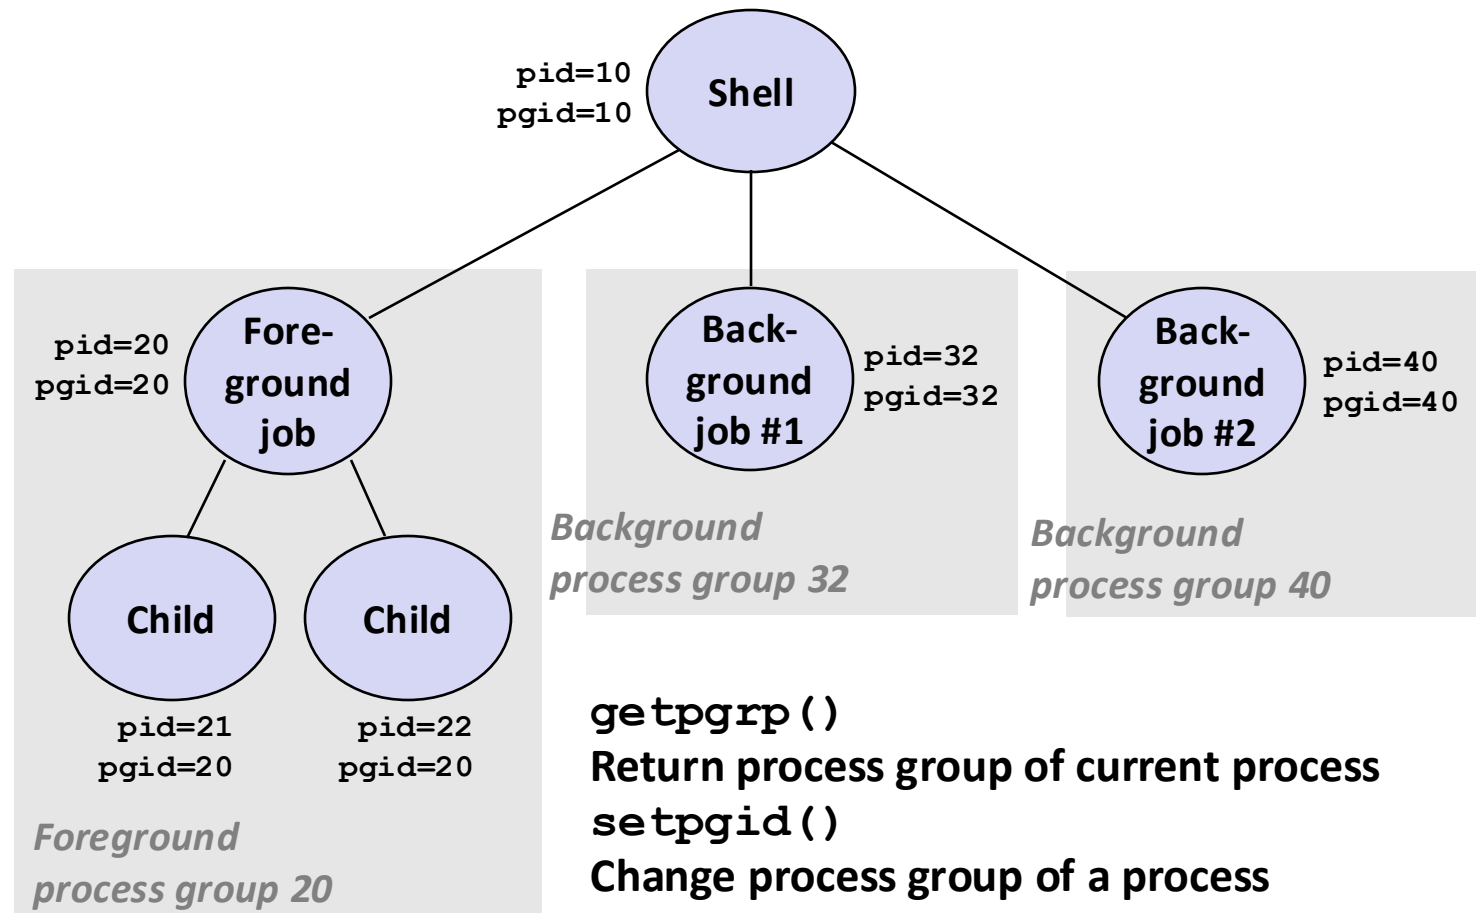 pid=10
pgid=10
Shell
pid=20
pgid=20
Fore-
ground
job
Back-
ground
job #1
pid=32
pgid=32
Back-
ground
job #2
pid=40
pgid=40
Background
process group 32
Background
process group 40
Child
Child
pid=21
pgid=20
pid=22
pgid=20
Foreground
process group 20
getpgrp()
Return process group of current process
setpgid()
Change process group of a process